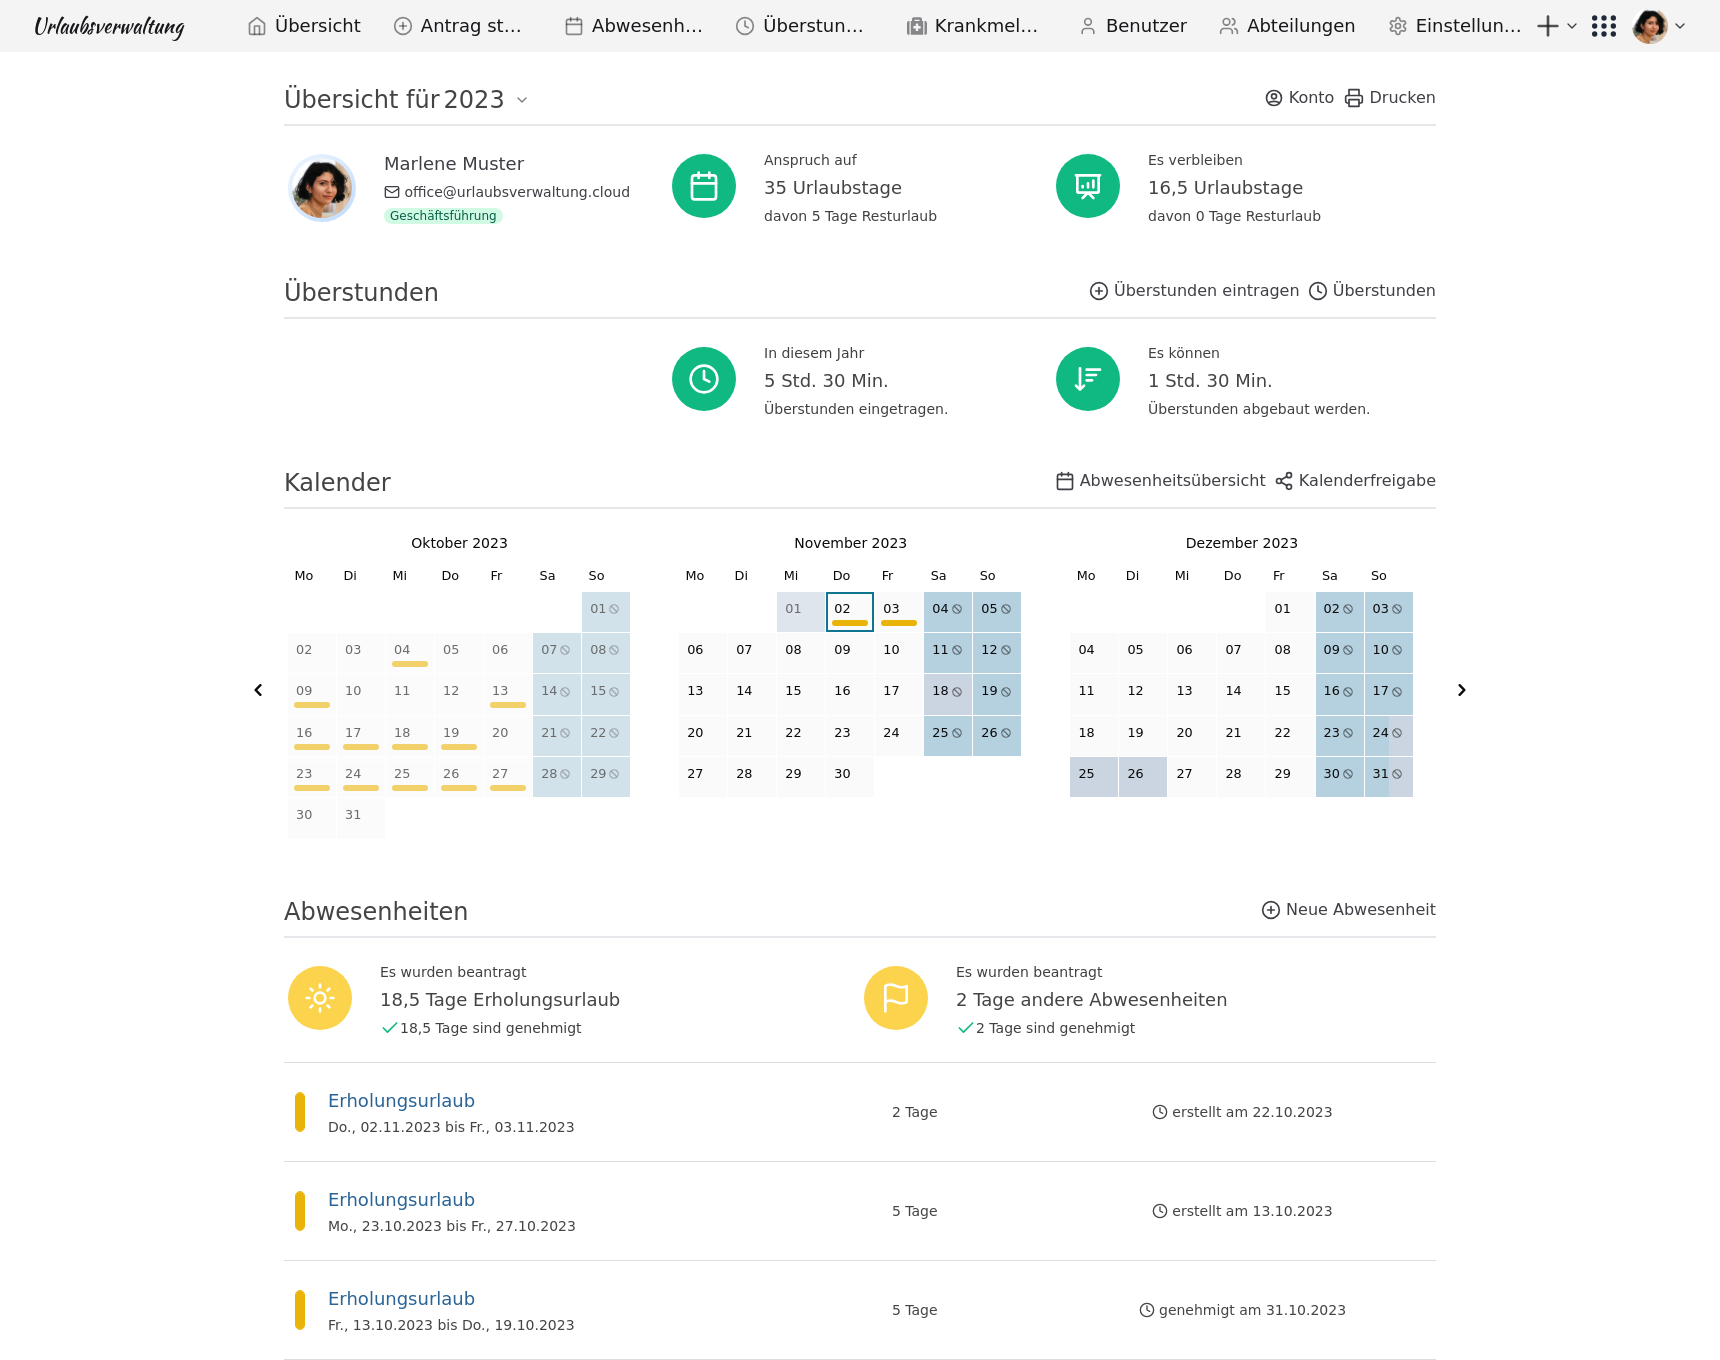 Urlaubsverwaltung Übersicht Antrag st… Abwesenh… Überstun… Krankmel… Benutzer Abteilungen Einstellun…
Übersicht für 2023 Konto Drucken
Marlene Muster
office@urlaubsverwaltung.cloud
Geschäftsführung
Anspruch auf
35 Urlaubstage
davon 5 Tage Resturlaub
Es verbleiben
16,5 Urlaubstage
davon 0 Tage Resturlaub
Überstunden Überstunden eintragen Überstunden
In diesem Jahr
5 Std. 30 Min.
Überstunden eingetragen.
Es können
1 Std. 30 Min.
Überstunden abgebaut werden.
Kalender Abwesenheitsübersicht Kalenderfreigabe
Oktober 2023
Mo Di Mi Do Fr Sa So
01
02 03 04 05 06 07 08
09 10 11 12 13 14 15
16 17 18 19 20 21 22
23 24 25 26 27 28 29
30 31
November 2023
Mo Di Mi Do Fr Sa So
01 02 03 04 05
06 07 08 09 10 11 12
13 14 15 16 17 18 19
20 21 22 23 24 25 26
27 28 29 30
Dezember 2023
Mo Di Mi Do Fr Sa So
01 02 03
04 05 06 07 08 09 10
11 12 13 14 15 16 17
18 19 20 21 22 23 24
25 26 27 28 29 30 31
Abwesenheiten Neue Abwesenheit
Es wurden beantragt
18,5 Tage Erholungsurlaub
18,5 Tage sind genehmigt
Es wurden beantragt
2 Tage andere Abwesenheiten
2 Tage sind genehmigt
Erholungsurlaub
Do., 02.11.2023 bis Fr., 03.11.2023
2 Tage
erstellt am 22.10.2023
Erholungsurlaub
Mo., 23.10.2023 bis Fr., 27.10.2023
5 Tage
erstellt am 13.10.2023
Erholungsurlaub
Fr., 13.10.2023 bis Do., 19.10.2023
5 Tage
genehmigt am 31.10.2023